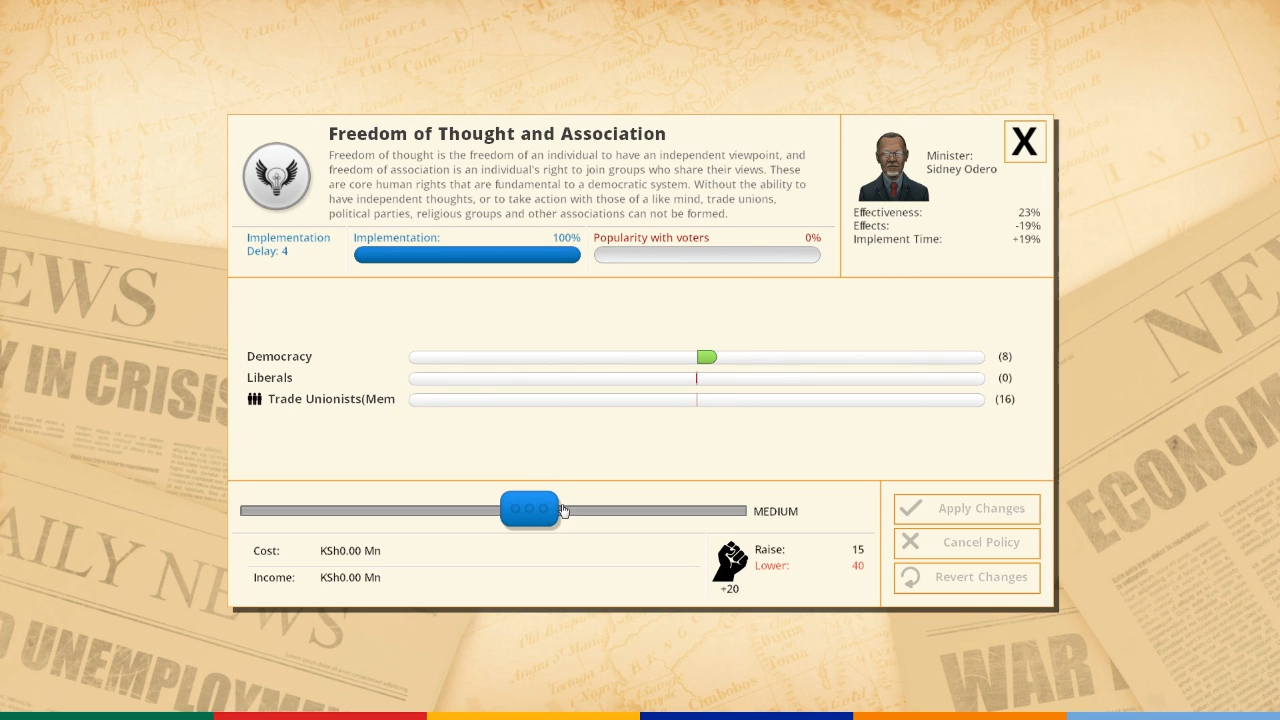 Freedom of Thought and Association
Freedom of thought is the freedom of an individual to have an independent viewpoint, and
freedom of association is an individual's right to join groups who share their views. These
are core human rights that are fundamental to a democratic system. Without the ability to
have independent thoughts, or to take action with those of a like mind, trade unions,
political parties, religious groups and other associations can not be formed.
X
Minister:
Sidney Odero
Effectiveness: 23%
Effects: -19%
Implement Time: +19%
Implementation
Delay: 4
Implementation: 100%
Popularity with voters 0%
Democracy (8)
Liberals (0)
Trade Unionists(Mem (16)
MEDIUM
Cost: KSh0.00 Mn
Income: KSh0.00 Mn
+20
Raise: 15
Lower: 40
Apply Changes
Cancel Policy
Revert Changes
EWS
Y IN CRISIS
AILY NEWS
UNEMPLOYM
NE
ECONOM
WAR